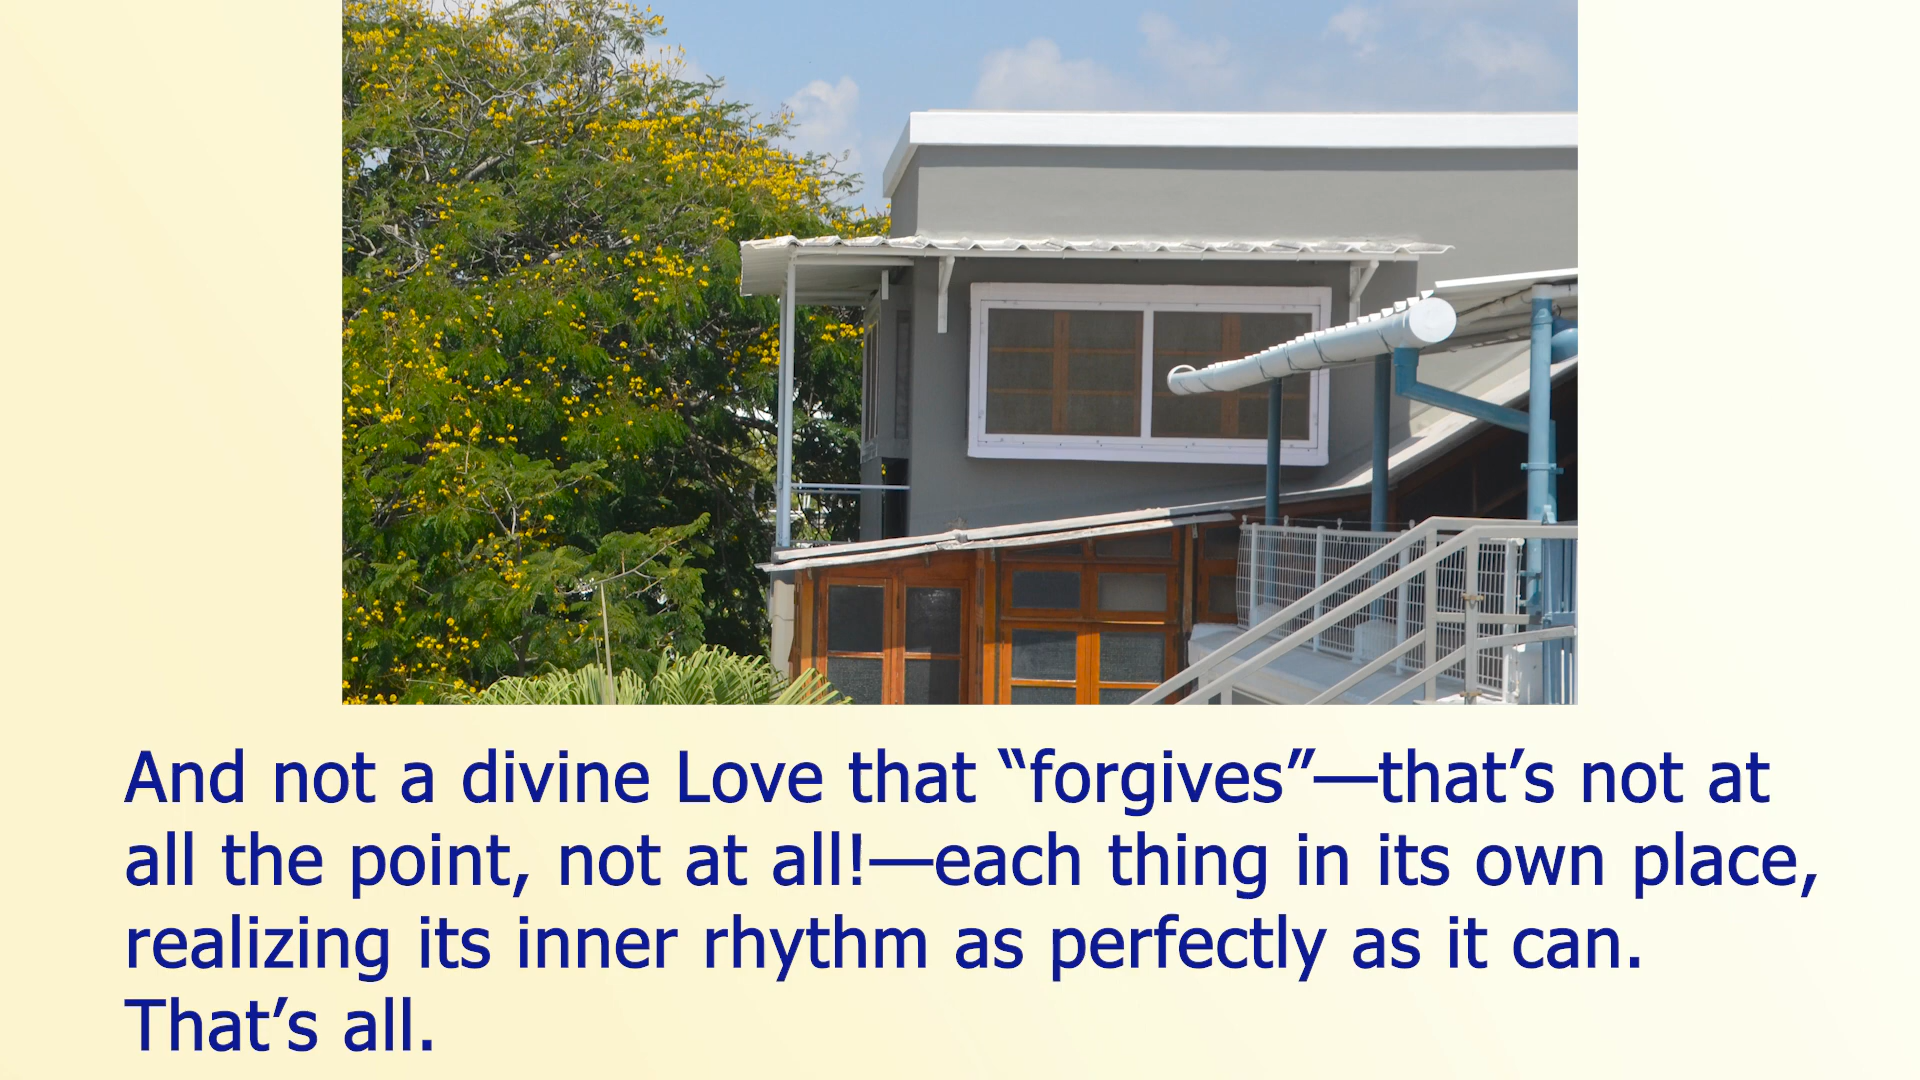 And not a divine Love that “forgives”—that’s not at
all the point, not at all!—each thing in its own place,
realizing its inner rhythm as perfectly as it can.
That’s all.